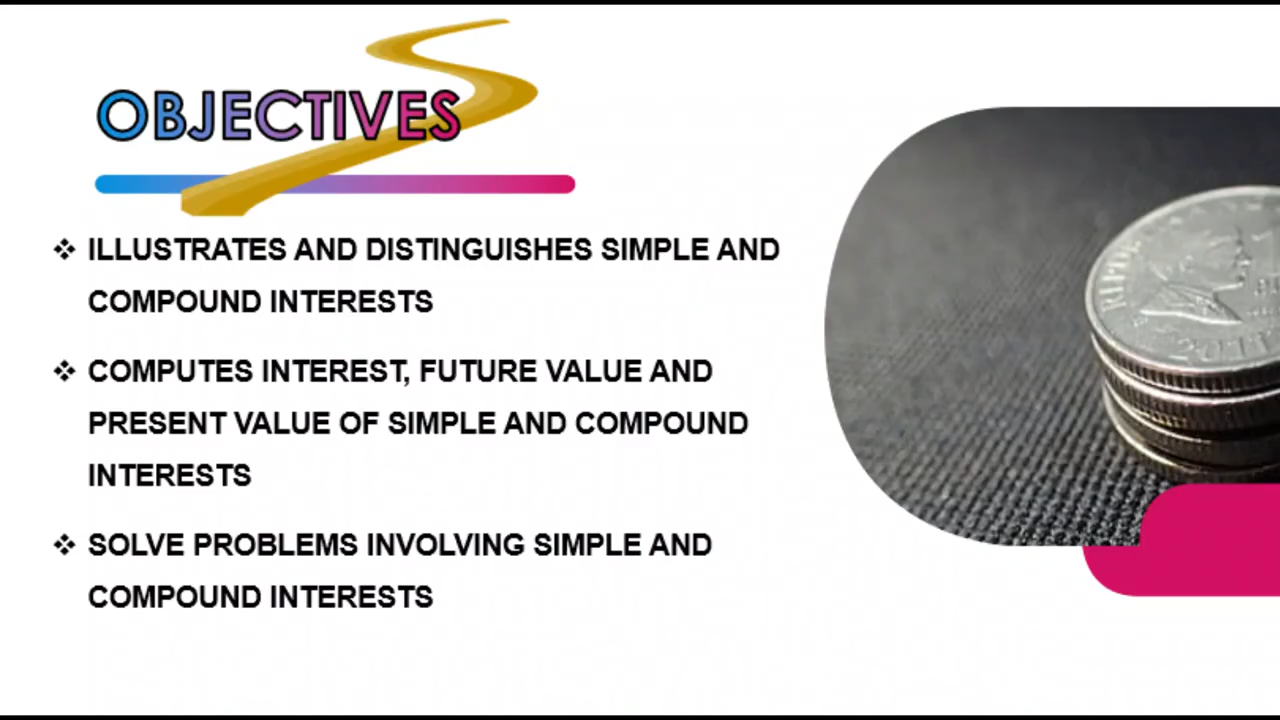 OBJECTIVES
❖ ILLUSTRATES AND DISTINGUISHES SIMPLE AND
COMPOUND INTERESTS
❖ COMPUTES INTEREST, FUTURE VALUE AND
PRESENT VALUE OF SIMPLE AND COMPOUND
INTERESTS
❖ SOLVE PROBLEMS INVOLVING SIMPLE AND
COMPOUND INTERESTS